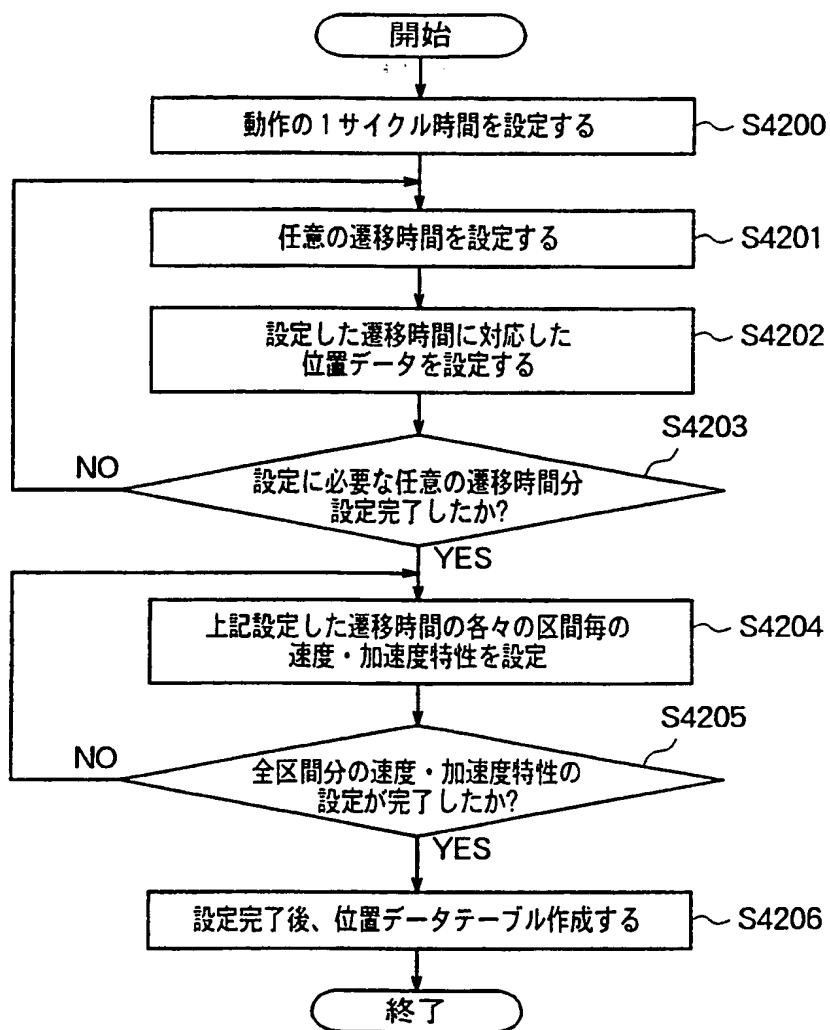 開始
動作の1サイクル時間を設定する
S4200
任意の遷移時間を設定する
S4201
設定した遷移時間に対応した
位置データを設定する
S4202
S4203
NO
設定に必要な任意の遷移時間分
設定完了したか?
YES
上記設定した遷移時間の各々の区間毎の
速度・加速度特性を設定
S4204
S4205
NO
全区間分の速度・加速度特性の
設定が完了したか?
YES
設定完了後、位置データテーブル作成する
S4206
終了